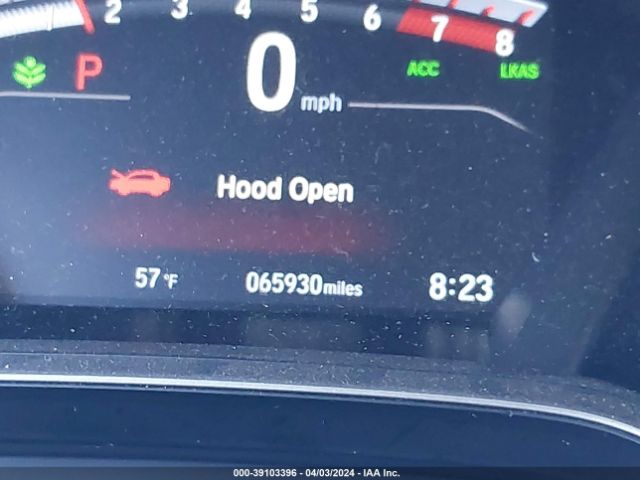 2 3 4 5 6 7 8
P 0 mph ACC LKAS
Hood Open
57°F 065930miles 8:23
000-39103396 - 04/03/2024 - IAA Inc.